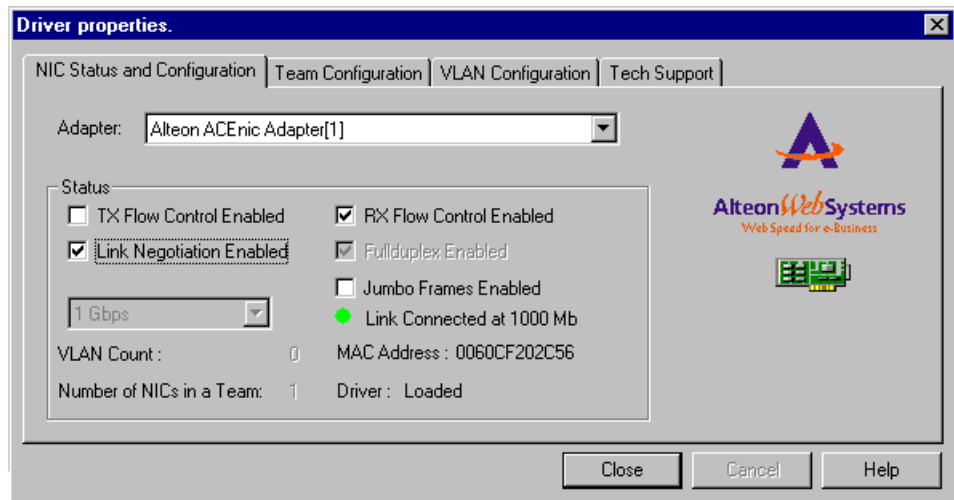 Driver properties.
NIC Status and Configuration
Team Configuration
VLAN Configuration
Tech Support
Adapter: Alteon ACEnic Adapter[1]
Status
TX Flow Control Enabled
RX Flow Control Enabled
Link Negotiation Enabled
Fullduplex Enabled
Jumbo Frames Enabled
1 Gbps
Link Connected at 1000 Mb
VLAN Count : 0
MAC Address : 0060CF202C56
Number of NICs in a Team: 1
Driver : Loaded
Alteon WebSystems
Web Speed for e-Business
Close
Cancel
Help